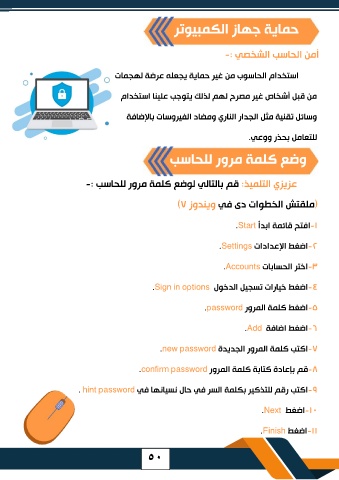 حماية جهاز الكمبيوتر
أمن الحاسب الشخصي :-
استخدام الحاسوب من غير حماية يجعله عرضة لهجمات
من قبل أشخاص غير مصرح لهم لذلك يتوجب علينا استخدام
وسائل تقنية مثل الجدار الناري ومضاد الفيروسات بالإضافة
للتعامل بحذر ووعي.
وضع كلمة مرور للحاسب
عزيزي التلميذ: قم بالتالي لوضع كلمة مرور للحاسب :-
(ملقتش الخطوات دى في ويندوز ٧)
١-افتح قائمة ابدأ Start.
٢-اضغط الإعدادات Settings.
٣-اختر الحسابات Accounts.
٤-اضغط خيارات تسجيل الدخول Sign in options.
٥-اضغط كلمة المرور password.
٦-اضغط اضافة Add.
٧-اكتب كلمة المرور الجديدة new password.
٨-قم بإعادة كتابة كلمة المرور confirm password.
٩-اكتب رقم للتذكير بكلمة السر في حال نسيانها في hint password .
١٠-اضغط Next.
١١-اضغط Finish.
٥٠